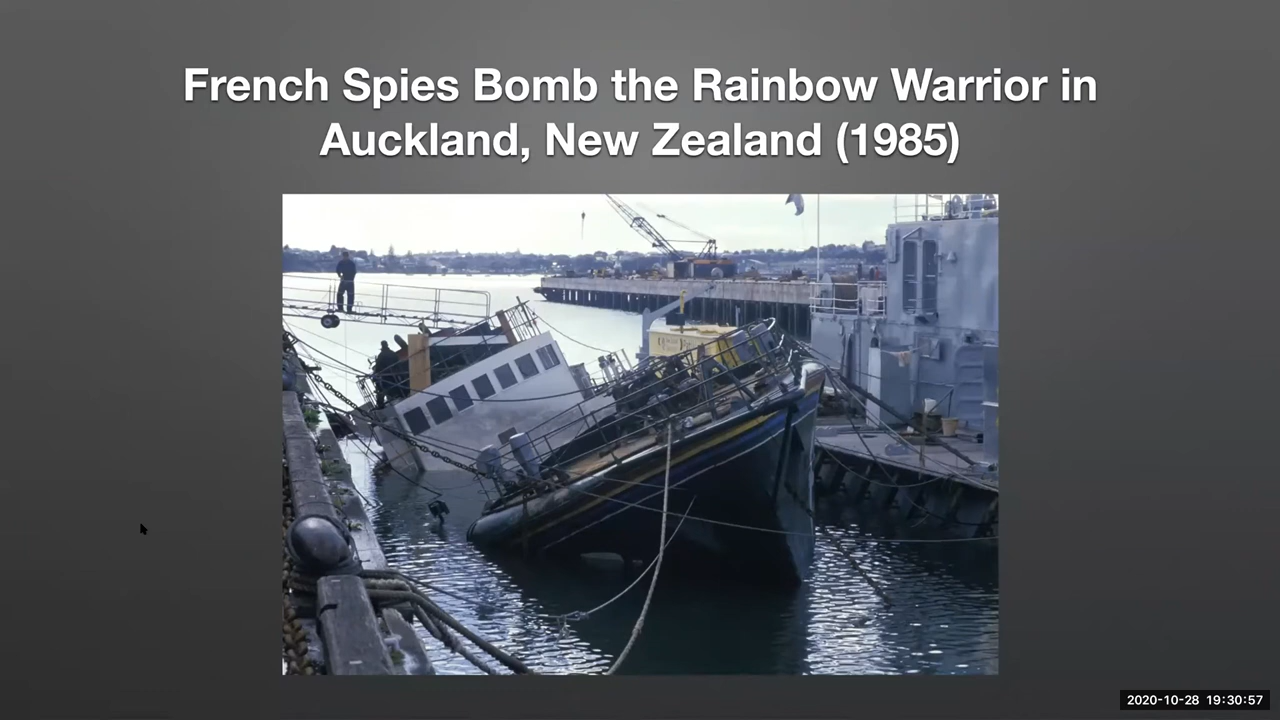 French Spies Bomb the Rainbow Warrior in
Auckland, New Zealand (1985)
2020-10-28 19:30:57